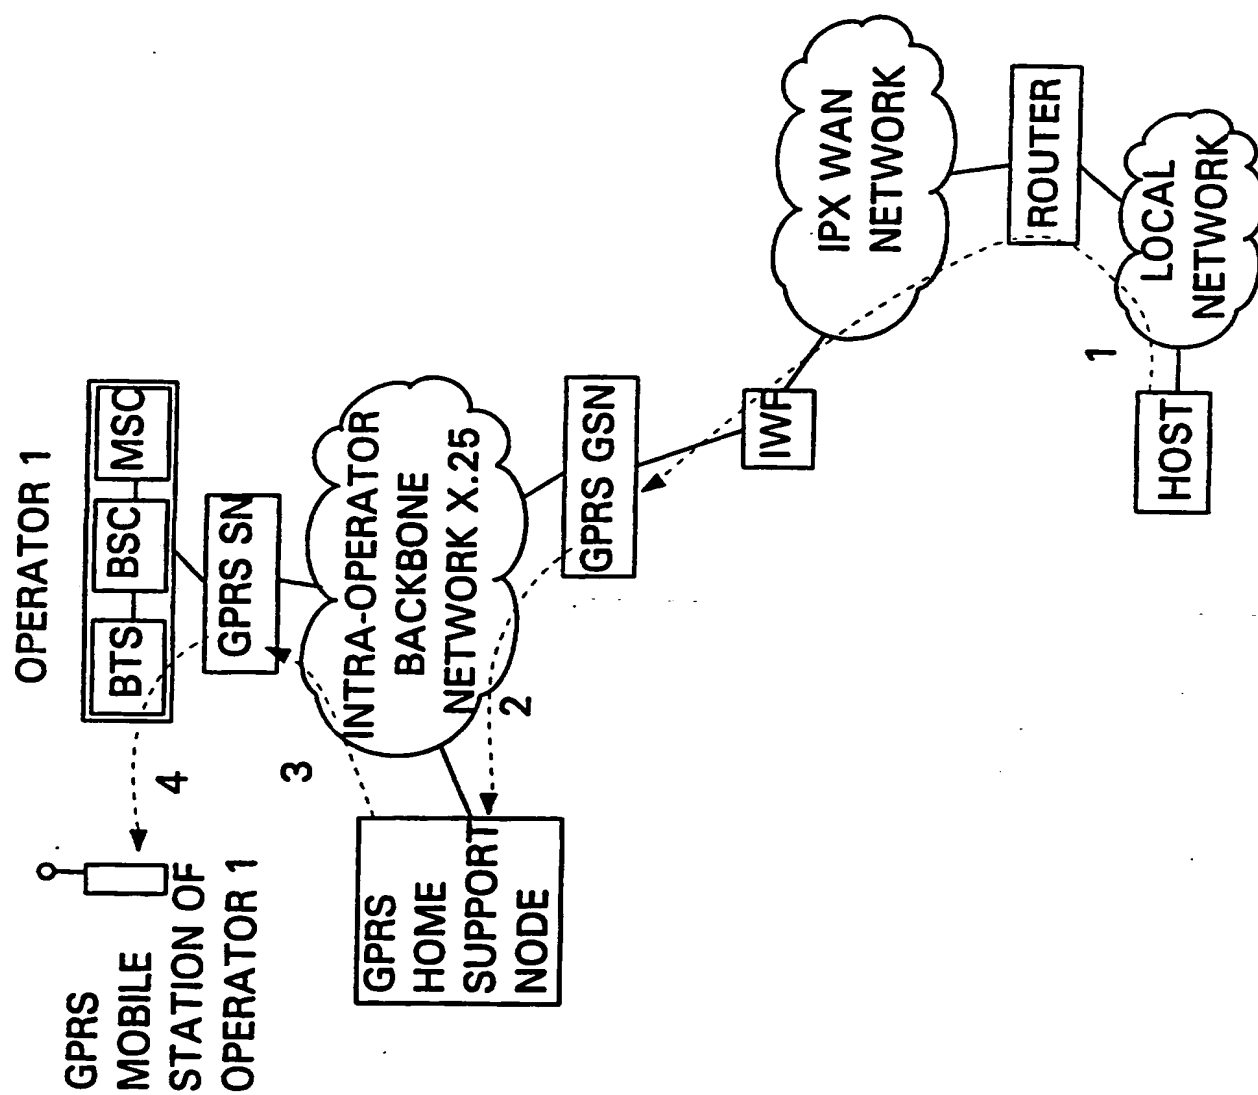 OPERATOR 1
BTS
BSC
MSC
GPRS SN
4
GPRS
MOBILE
STATION OF
OPERATOR 1
3
INTRA-OPERATOR
BACKBONE
NETWORK X.25
2
GPRS
HOME
SUPPORT
NODE
GPRS GSN
IWF
IPX WAN
NETWORK
ROUTER
LOCAL
NETWORK
1
HOST